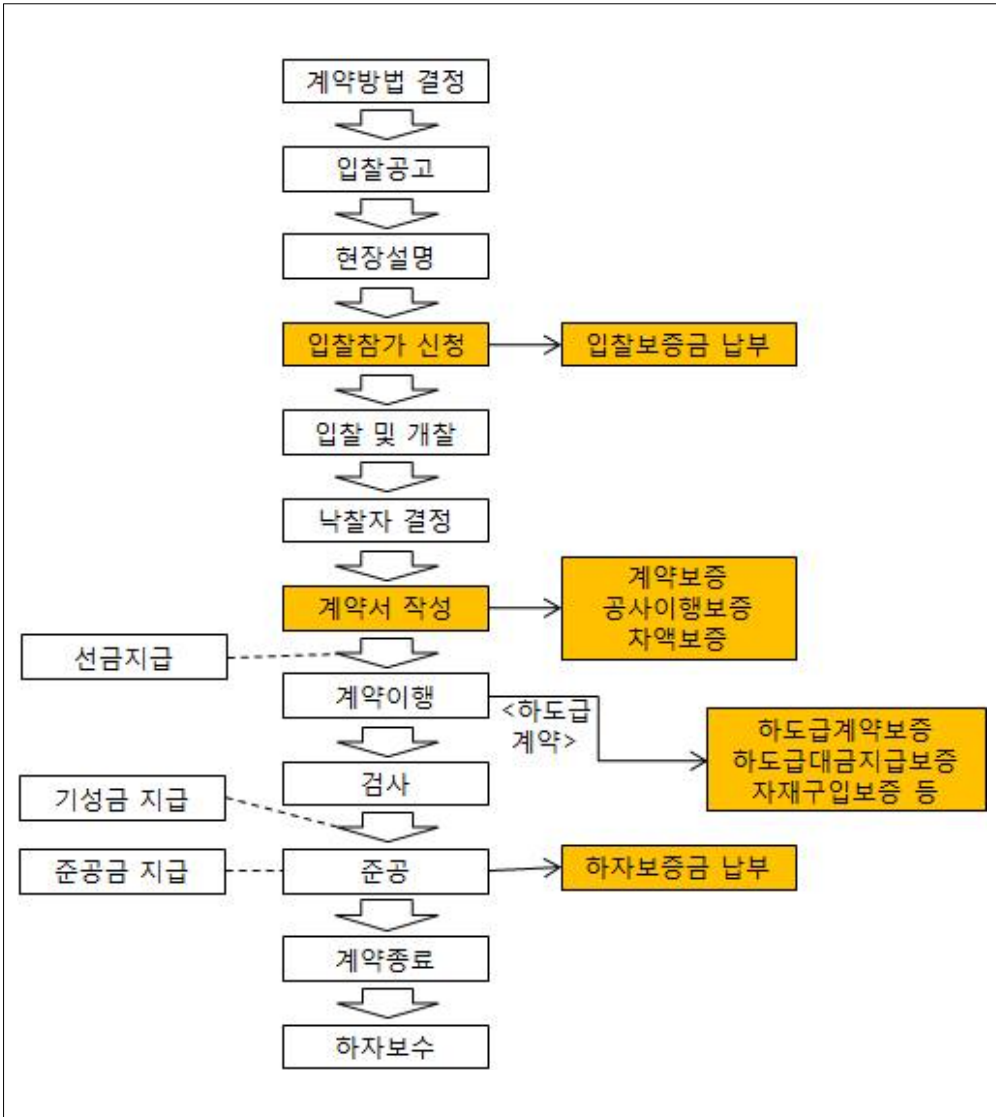 계약방법 결정
입찰공고
현장설명
입찰참가 신청
입찰보증금 납부
입찰 및 개찰
낙찰자 결정
계약서 작성
계약보증
공사이행보증
차액보증
선금지급
계약이행
<하도급
계약>
하도급계약보증
하도급대금지급보증
자재구입보증 등
검사
기성금 지급
준공금 지급
준공
하자보증금 납부
계약종료
하자보수